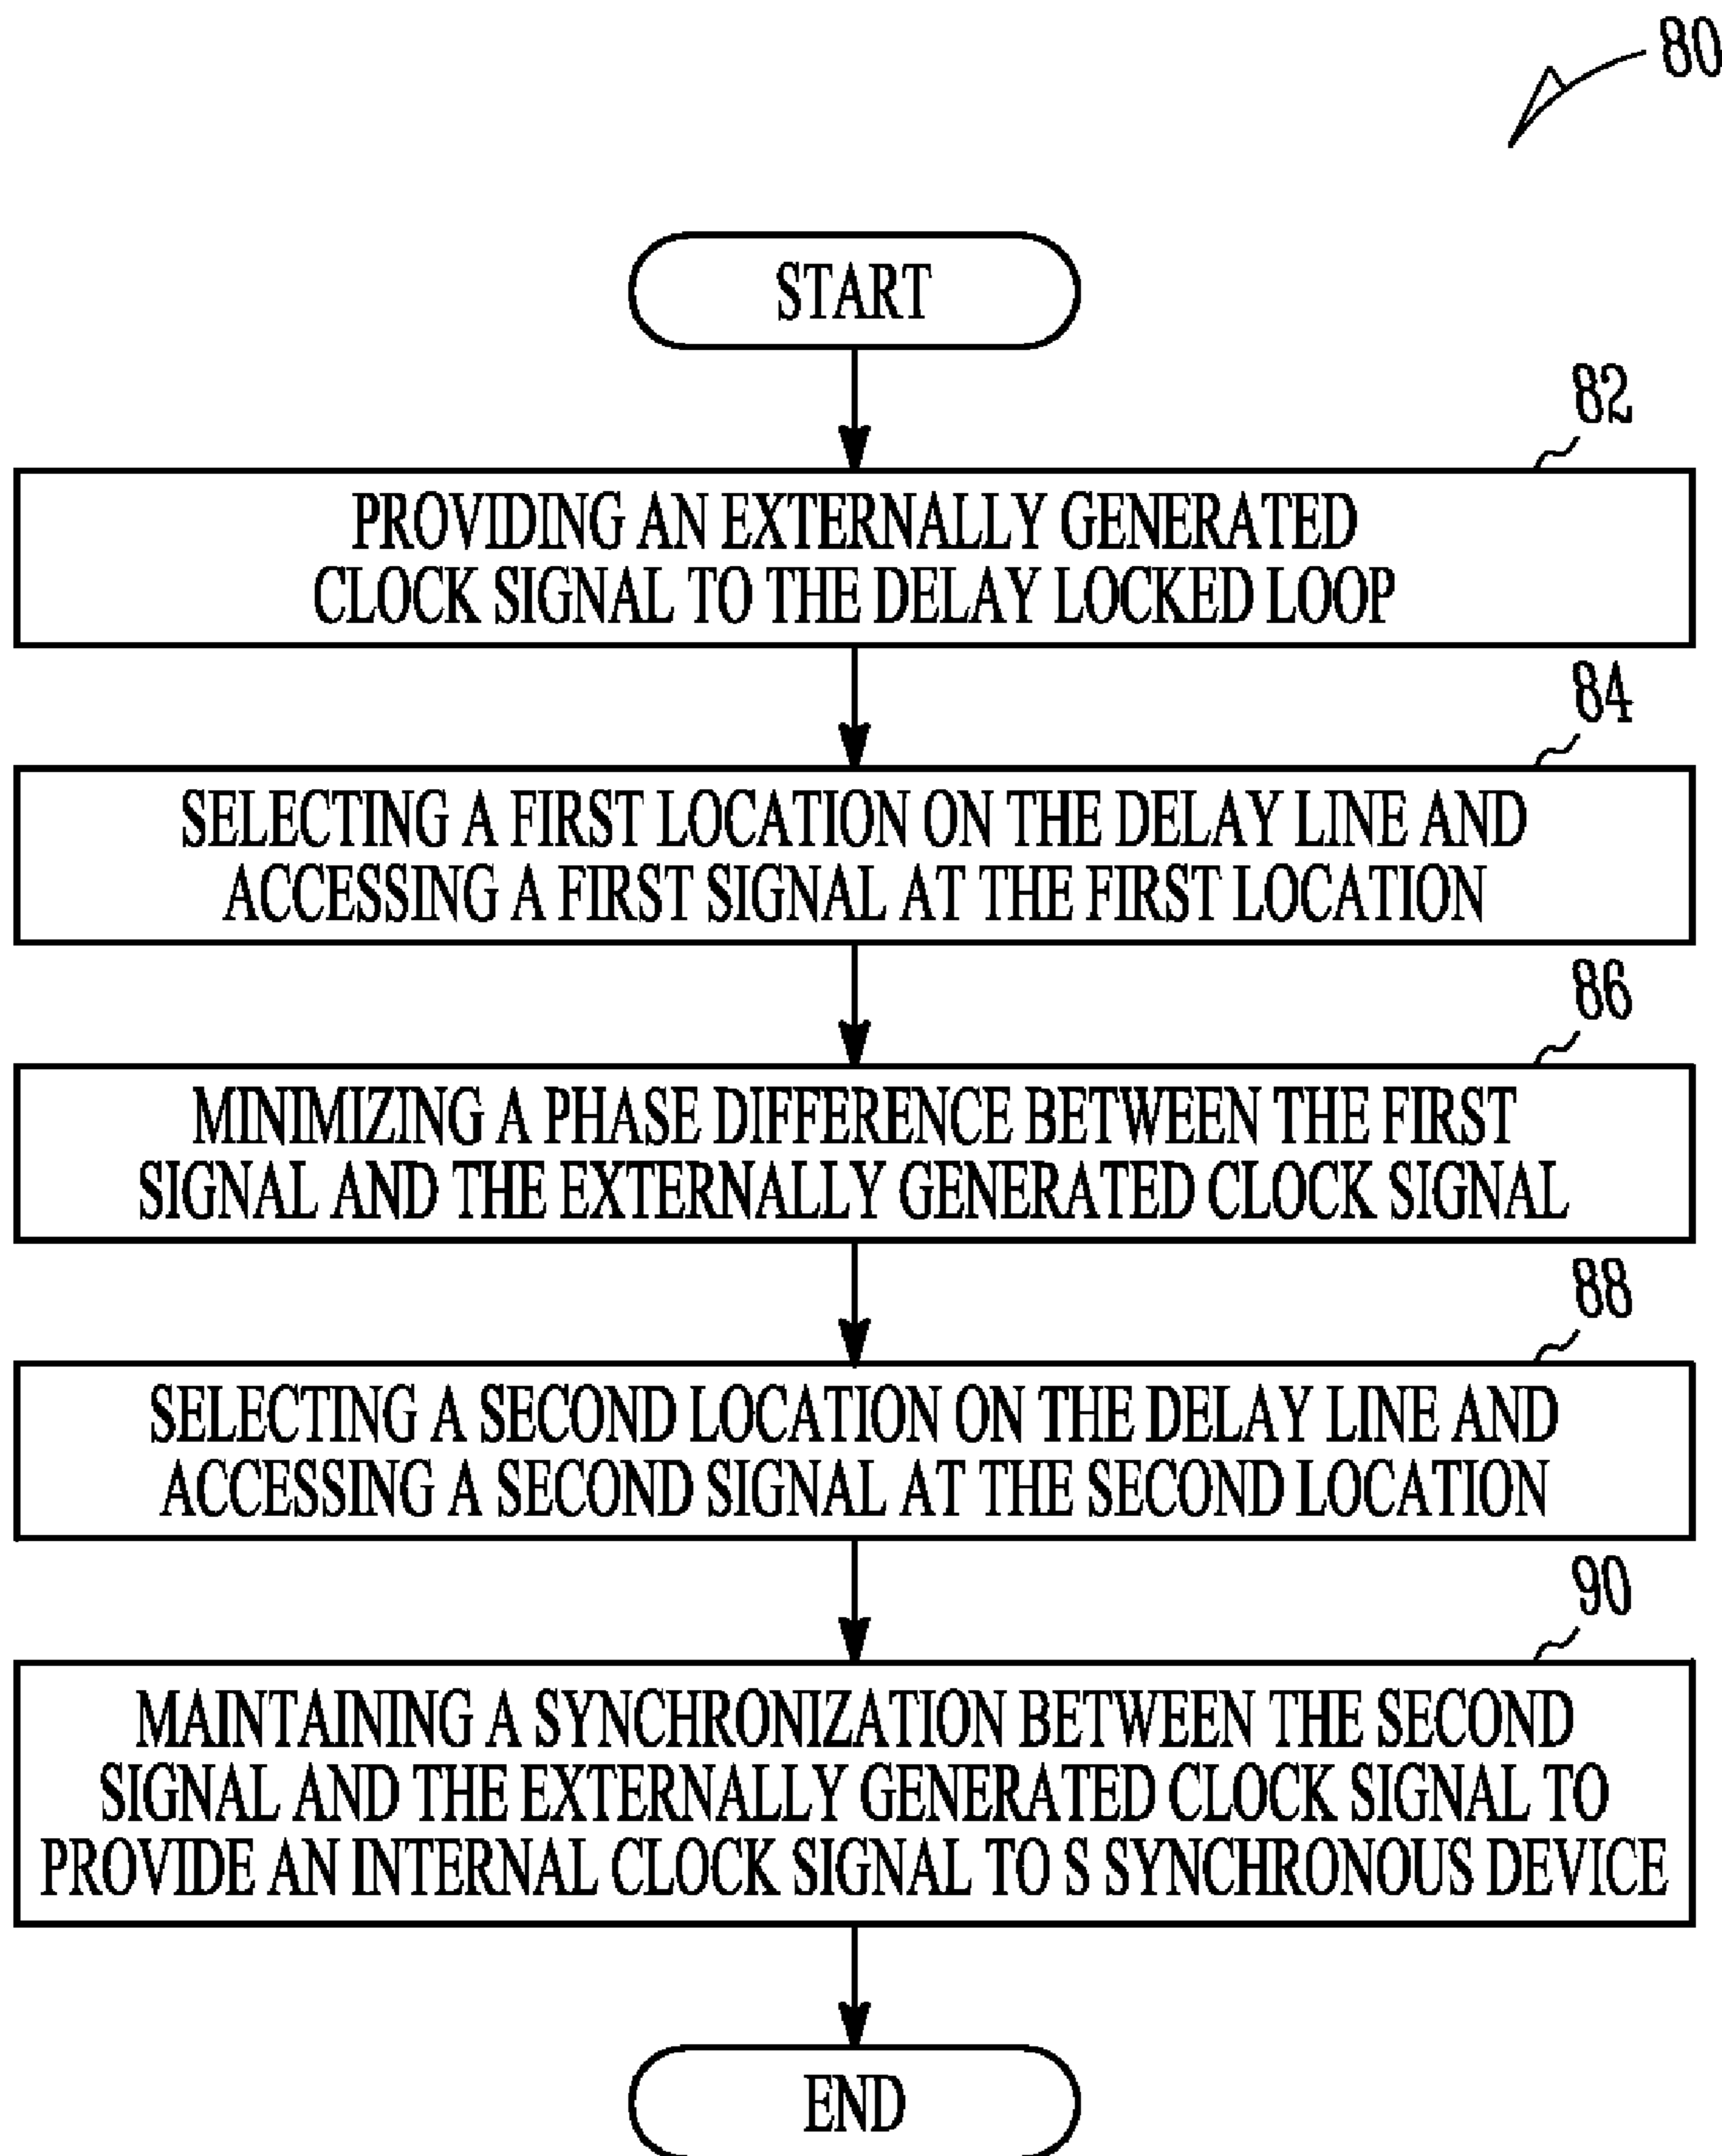 80
START
82
PROVIDING AN EXTERNALLY GENERATED
CLOCK SIGNAL TO THE DELAY LOCKED LOOP
84
SELECTING A FIRST LOCATION ON THE DELAY LINE AND
ACCESSING A FIRST SIGNAL AT THE FIRST LOCATION
86
MINIMIZING A PHASE DIFFERENCE BETWEEN THE FIRST
SIGNAL AND THE EXTERNALLY GENERATED CLOCK SIGNAL
88
SELECTING A SECOND LOCATION ON THE DELAY LINE AND
ACCESSING A SECOND SIGNAL AT THE SECOND LOCATION
90
MAINTAINING A SYNCHRONIZATION BETWEEN THE SECOND
SIGNAL AND THE EXTERNALLY GENERATED CLOCK SIGNAL TO
PROVIDE AN INTERNAL CLOCK SIGNAL TO S SYNCHRONOUS DEVICE
END